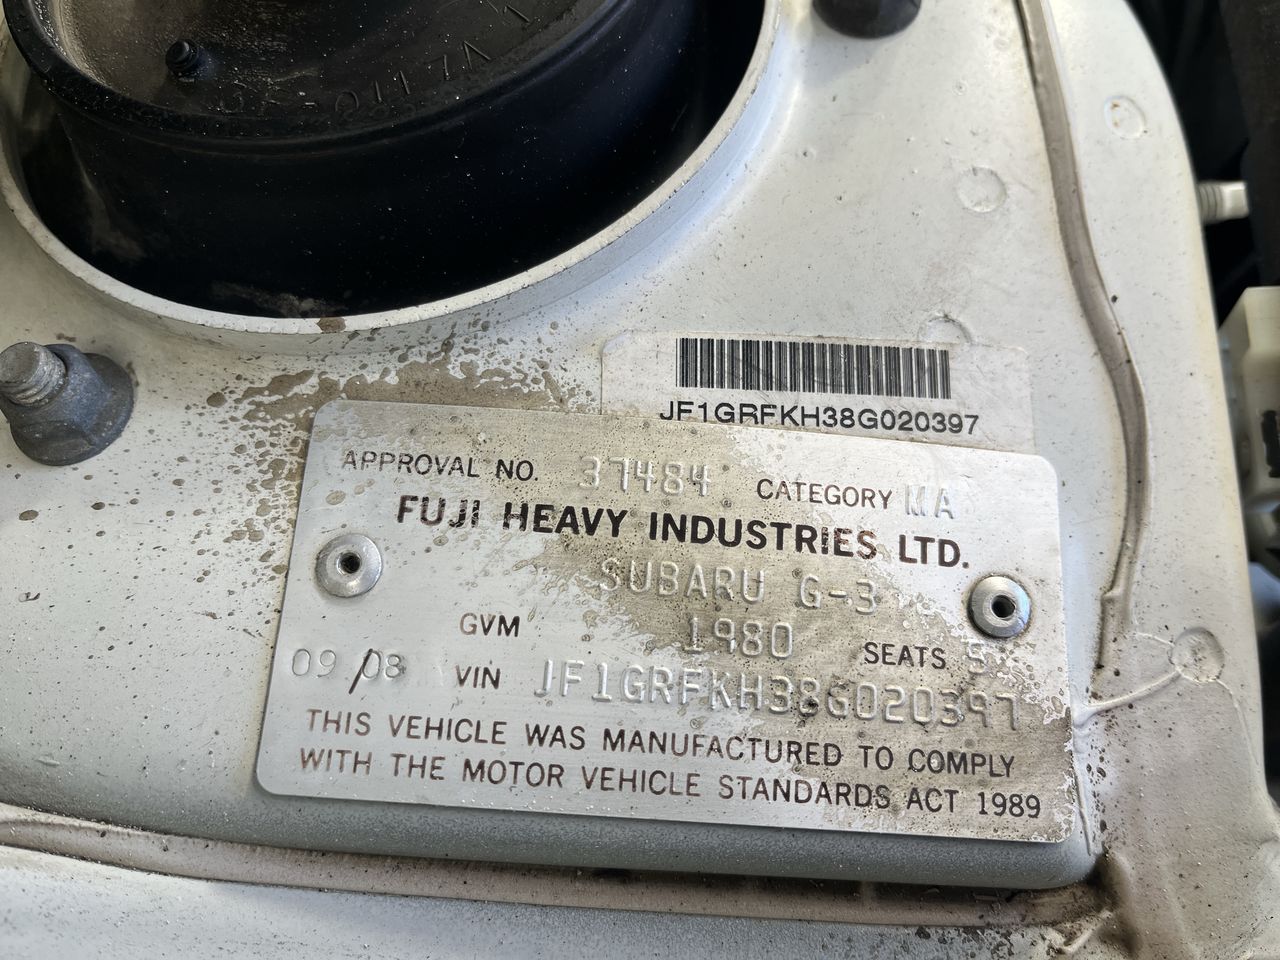 JF1GRFKH38G020397
APPROVAL NO. 37484 CATEGORY MA
FUJI HEAVY INDUSTRIES LTD.
SUBARU G-3
GVM 1980 SEATS 5
09/08 VIN JF1GRFKH38G020397
THIS VEHICLE WAS MANUFACTURED TO COMPLY
WITH THE MOTOR VEHICLE STANDARDS ACT 1989